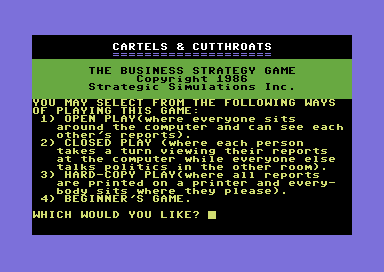 CARTELS & CUTTHROATS
====================
THE BUSINESS STRATEGY GAME
Copyright 1986
Strategic Simulations Inc.
YOU MAY SELECT FROM THE FOLLOWING WAYS
OF PLAYING THIS GAME:
1) OPEN PLAY(where everyone sits
around the computer and can see each
other's reports).
2) CLOSED PLAY (where each person
takes a turn viewing their reports
at the computer while everyone else
talks politics in the other room).
3) HARD-COPY PLAY(where all reports
are printed on a printer and every-
body sits where they please).
4) BEGINNER'S GAME.
WHICH WOULD YOU LIKE?